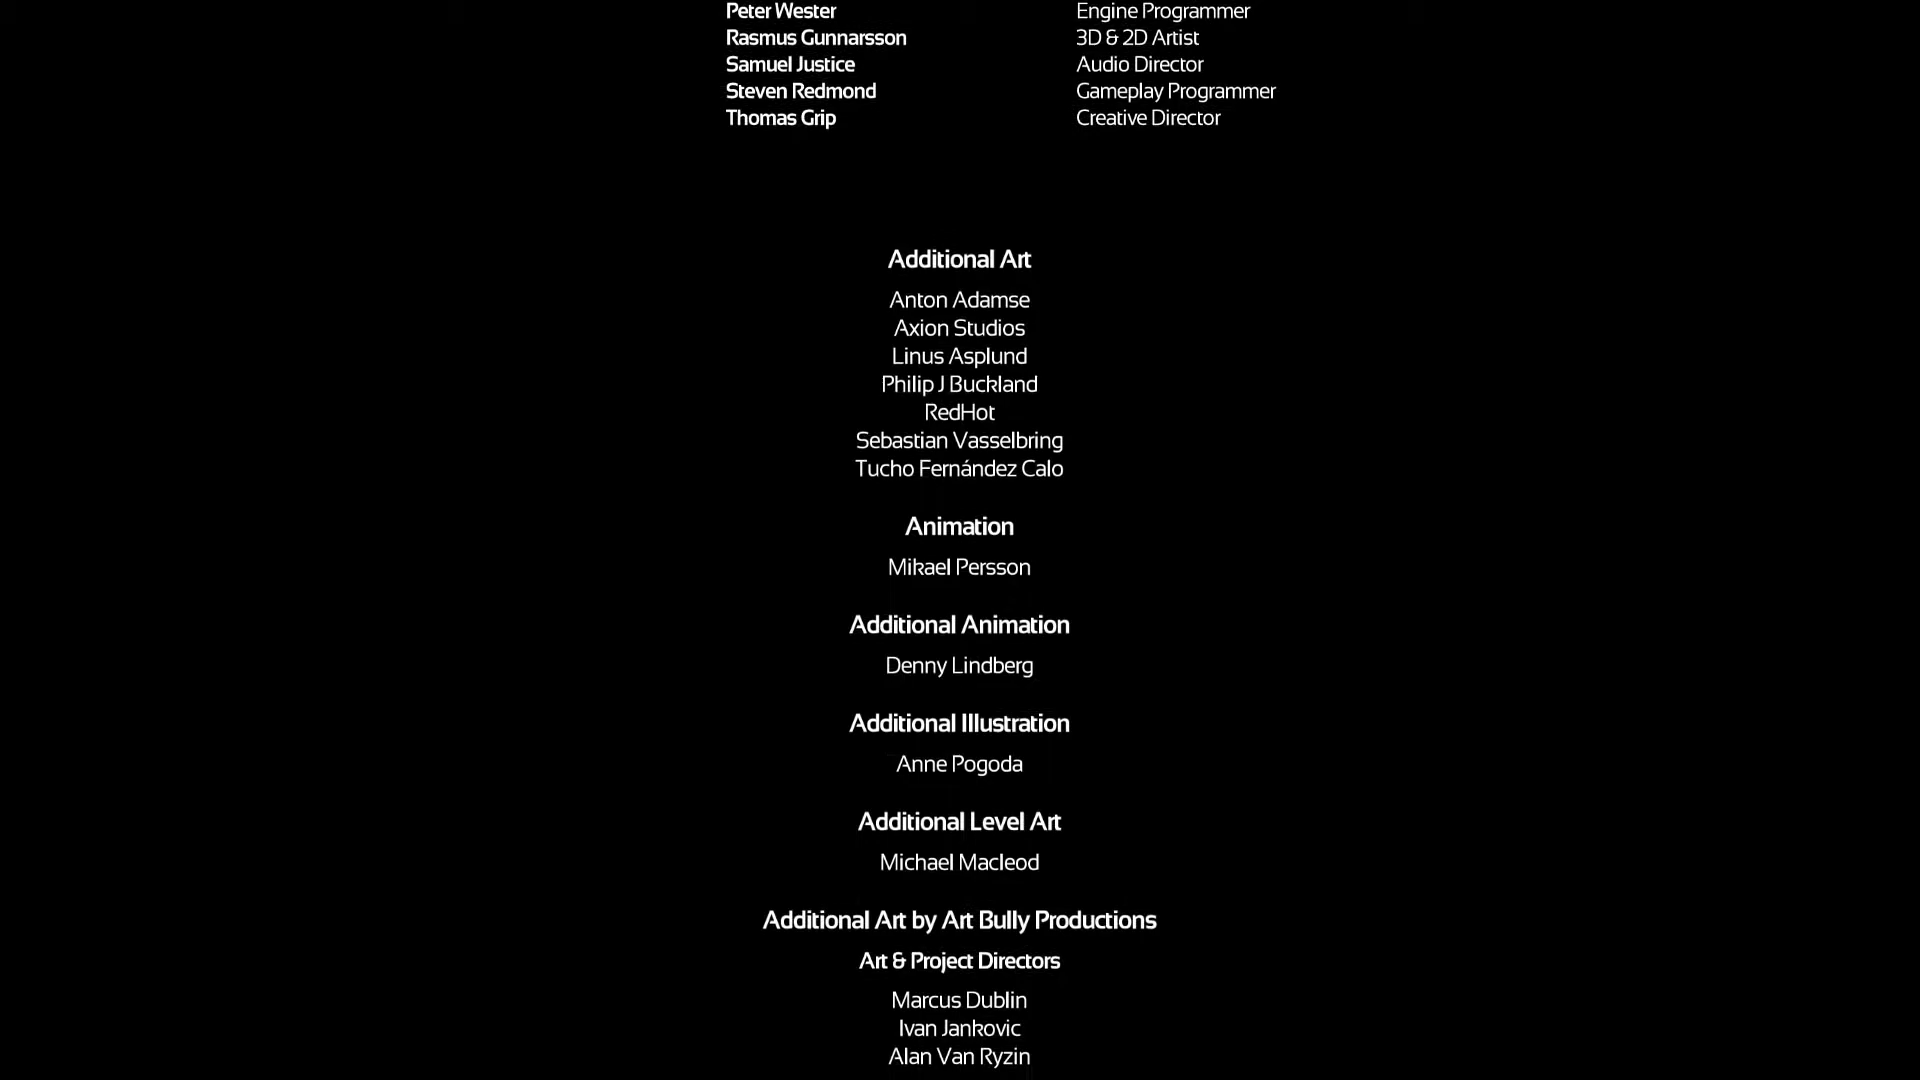 Peter Wester Engine Programmer
Rasmus Gunnarsson 3D & 2D Artist
Samuel Justice Audio Director
Steven Redmond Gameplay Programmer
Thomas Grip Creative Director
Additional Art
Anton Adamse
Axion Studios
Linus Asplund
Philip J Buckland
RedHot
Sebastian Vasselbring
Tucho Fernández Calo
Animation
Mikael Persson
Additional Animation
Denny Lindberg
Additional Illustration
Anne Pogoda
Additional Level Art
Michael Macleod
Additional Art by Art Bully Productions
Art & Project Directors
Marcus Dublin
Ivan Jankovic
Alan Van Ryzin